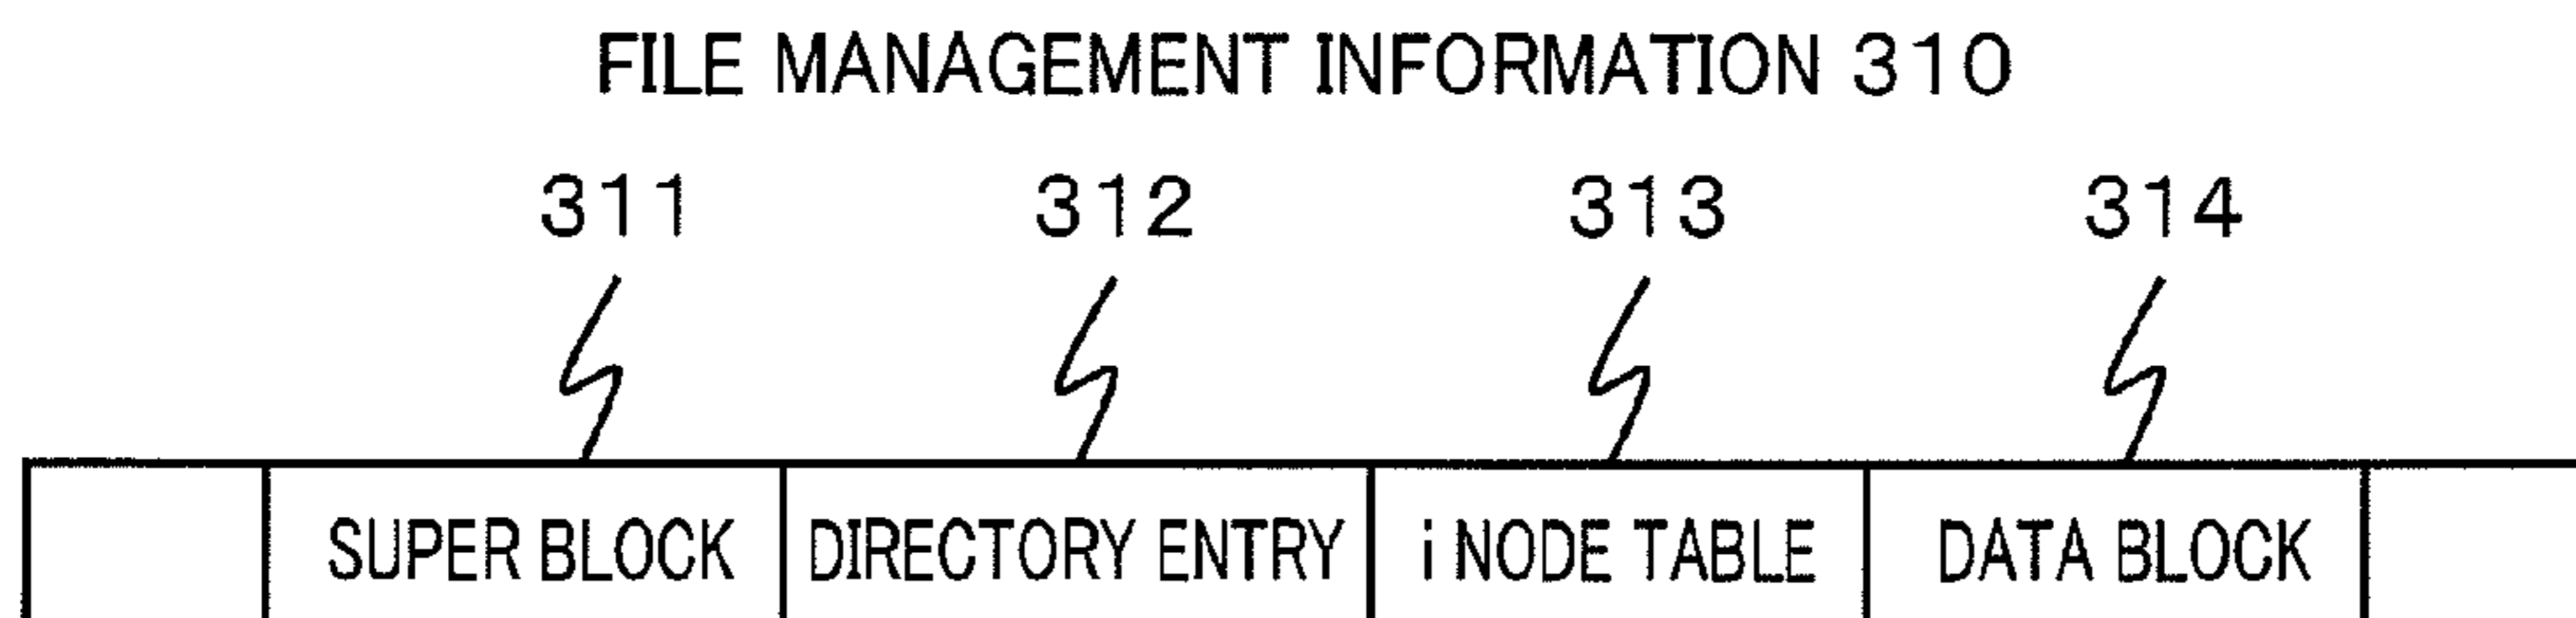 FILE MANAGEMENT INFORMATION 310
311 312 313 314
SUPER BLOCK DIRECTORY ENTRY i NODE TABLE DATA BLOCK